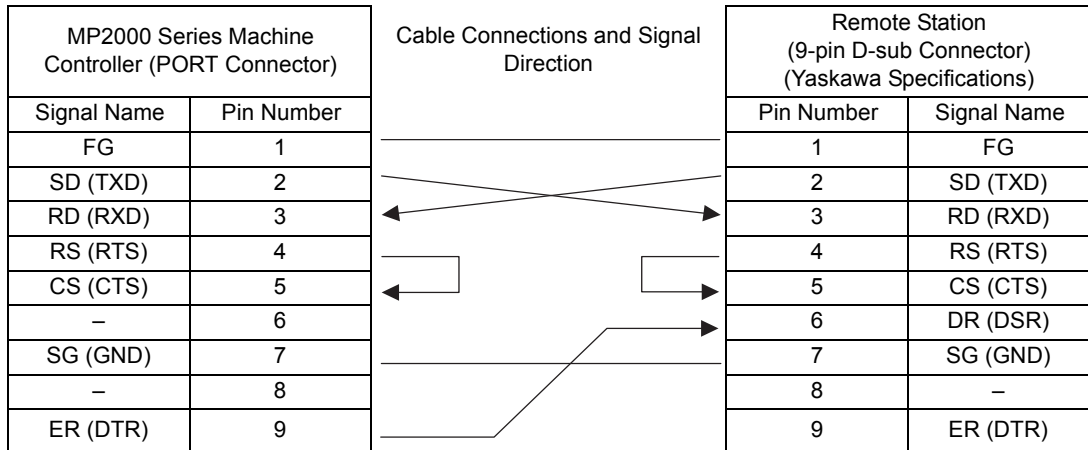 MP2000 Series Machine
Controller (PORT Connector)
Cable Connections and Signal
Direction
Remote Station
(9-pin D-sub Connector)
(Yaskawa Specifications)
Signal Name Pin Number Pin Number Signal Name
FG 1 1 FG
SD (TXD) 2 2 SD (TXD)
RD (RXD) 3 3 RD (RXD)
RS (RTS) 4 4 RS (RTS)
CS (CTS) 5 5 CS (CTS)
– 6 6 DR (DSR)
SG (GND) 7 7 SG (GND)
– 8 8 –
ER (DTR) 9 9 ER (DTR)